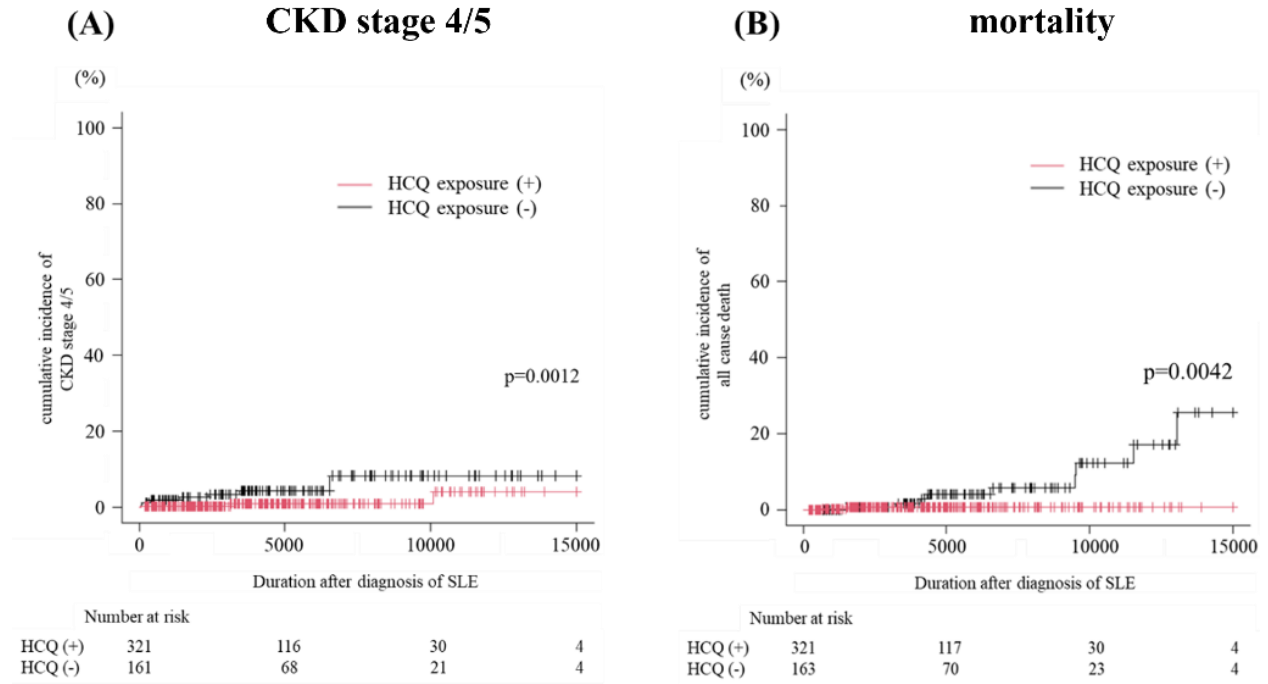 (A) CKD stage 4/5
(%)
100
80
60
40
20
0
cumulative incidence of
CKD stage 4/5
HCQ exposure (+)
HCQ exposure (-)
p=0.0012
0 5000 10000 15000
Duration after diagnosis of SLE
Number at risk
HCQ (+) 321 116 30 4
HCQ (-) 161 68 21 4
(B) mortality
(%)
100
80
60
40
20
0
cumulative incidence of
all cause death
HCQ exposure (+)
HCQ exposure (-)
p=0.0042
0 5000 10000 15000
Duration after diagnosis of SLE
Number at risk
HCQ (+) 321 117 30 4
HCQ (-) 163 70 23 4